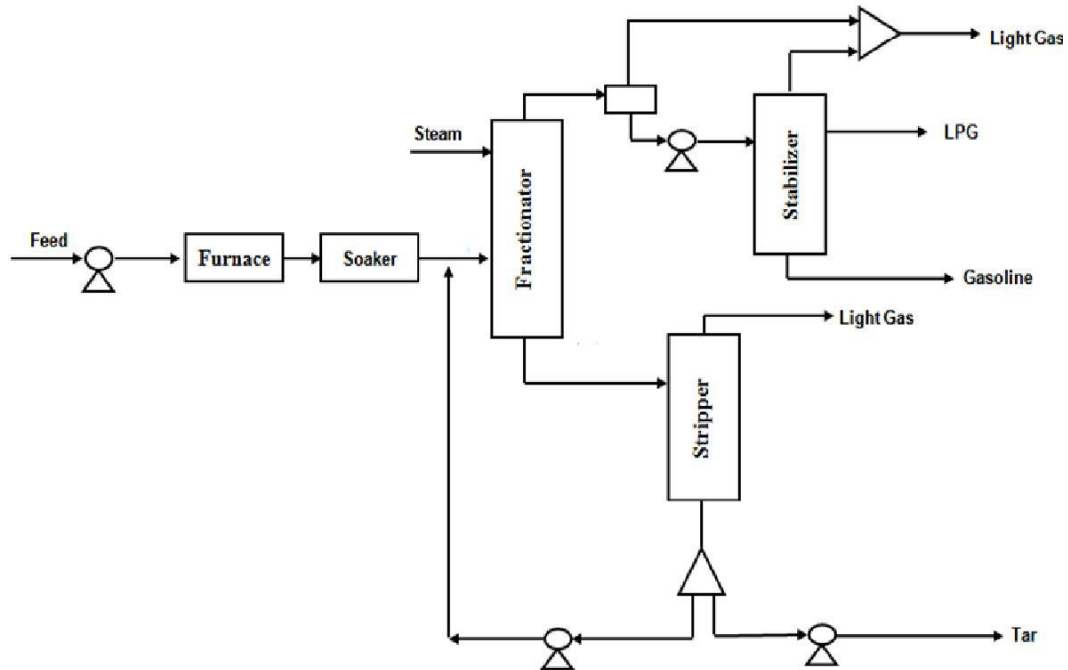 Light Gas
Steam
LPG
Stabilizer
Fractionator
Feed
Furnace
Soaker
Gasoline
Light Gas
Stripper
Tar